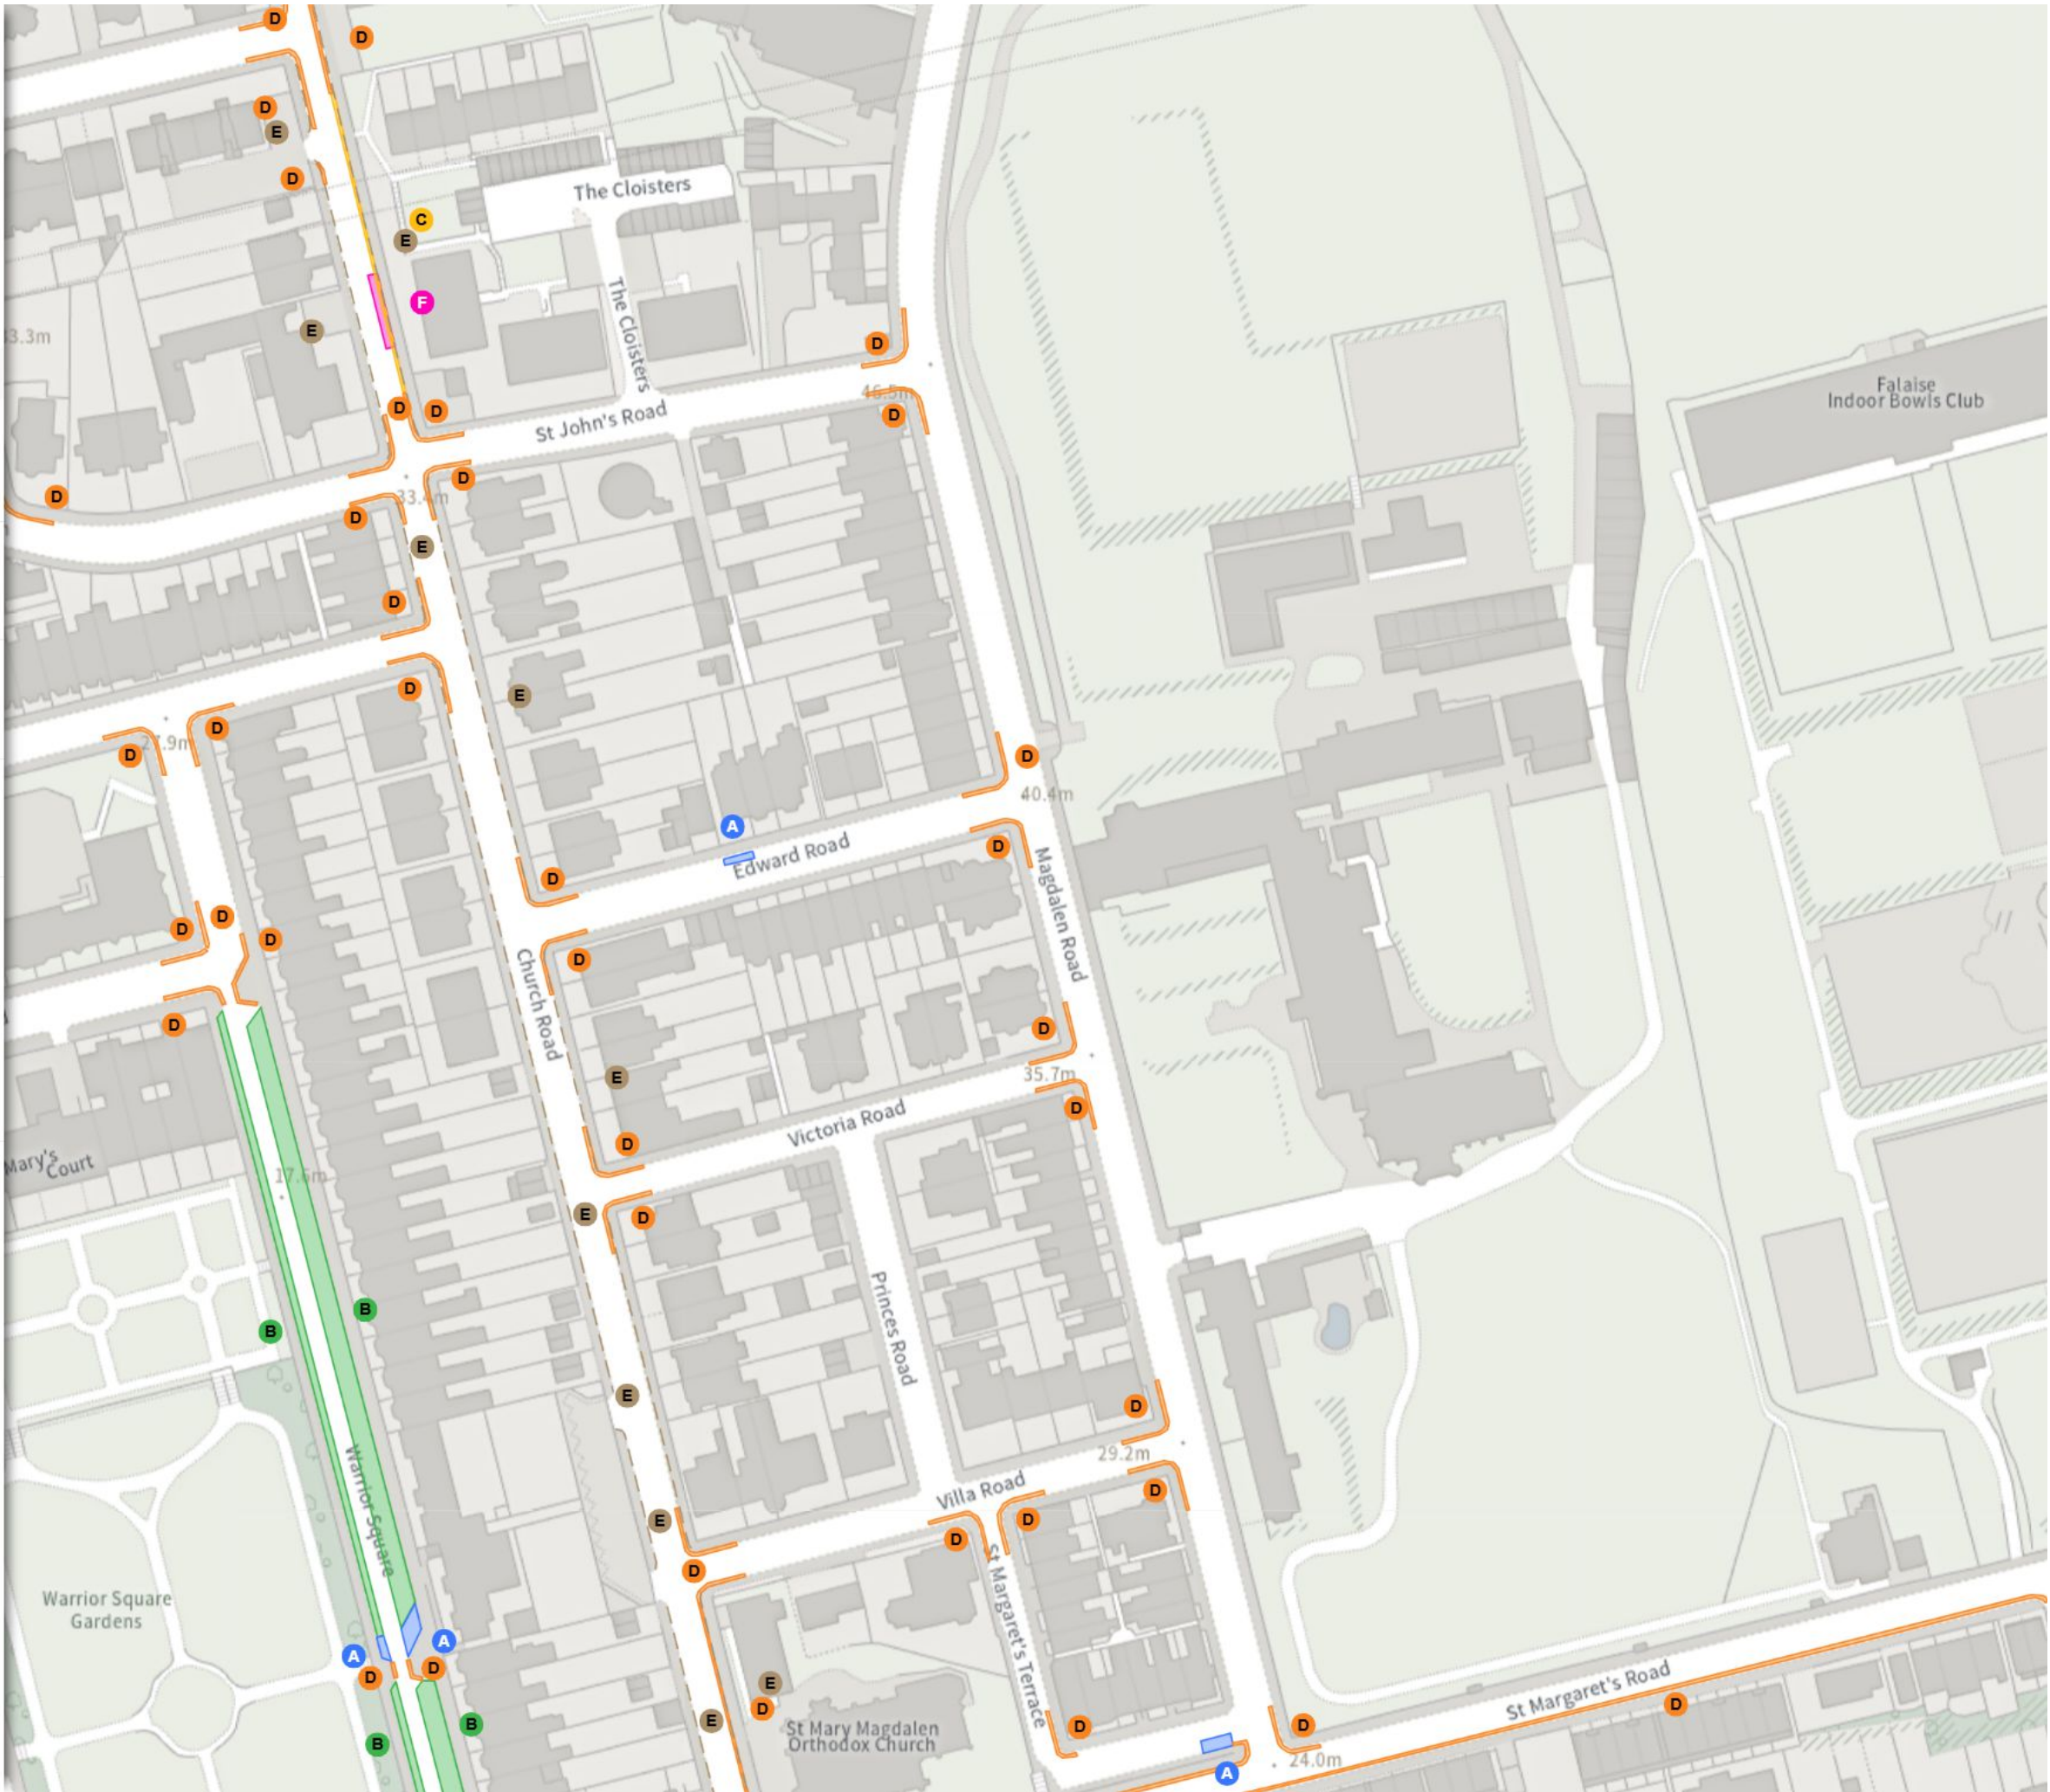 D
D
D
E
D
The Cloisters
C
E
F
The Cloisters
E
D
Falaise
Indoor Bowls Club
46.5m
D
D
D
St John's Road
D
D
33.4m
D
E
D
E
D
D
D
27.9m
D
40.4m
A
Edward Road
D
D
D
D
D
D
Magdalen Road
D
Church Road
D
D
35.7m
E
D
Victoria Road
D
Mary's
Court
17.6m
E
D
B
B
Princes Road
E
D
29.2m
Villa Road
D
Warrior Square
E
D
D
D
St Margaret's Terrace
Warrior Square
Gardens
A
A
D
D
E
D
St Margaret's Road
D
E
B
B
St Mary Magdalen
Orthodox Church
D
D
24.0m
A